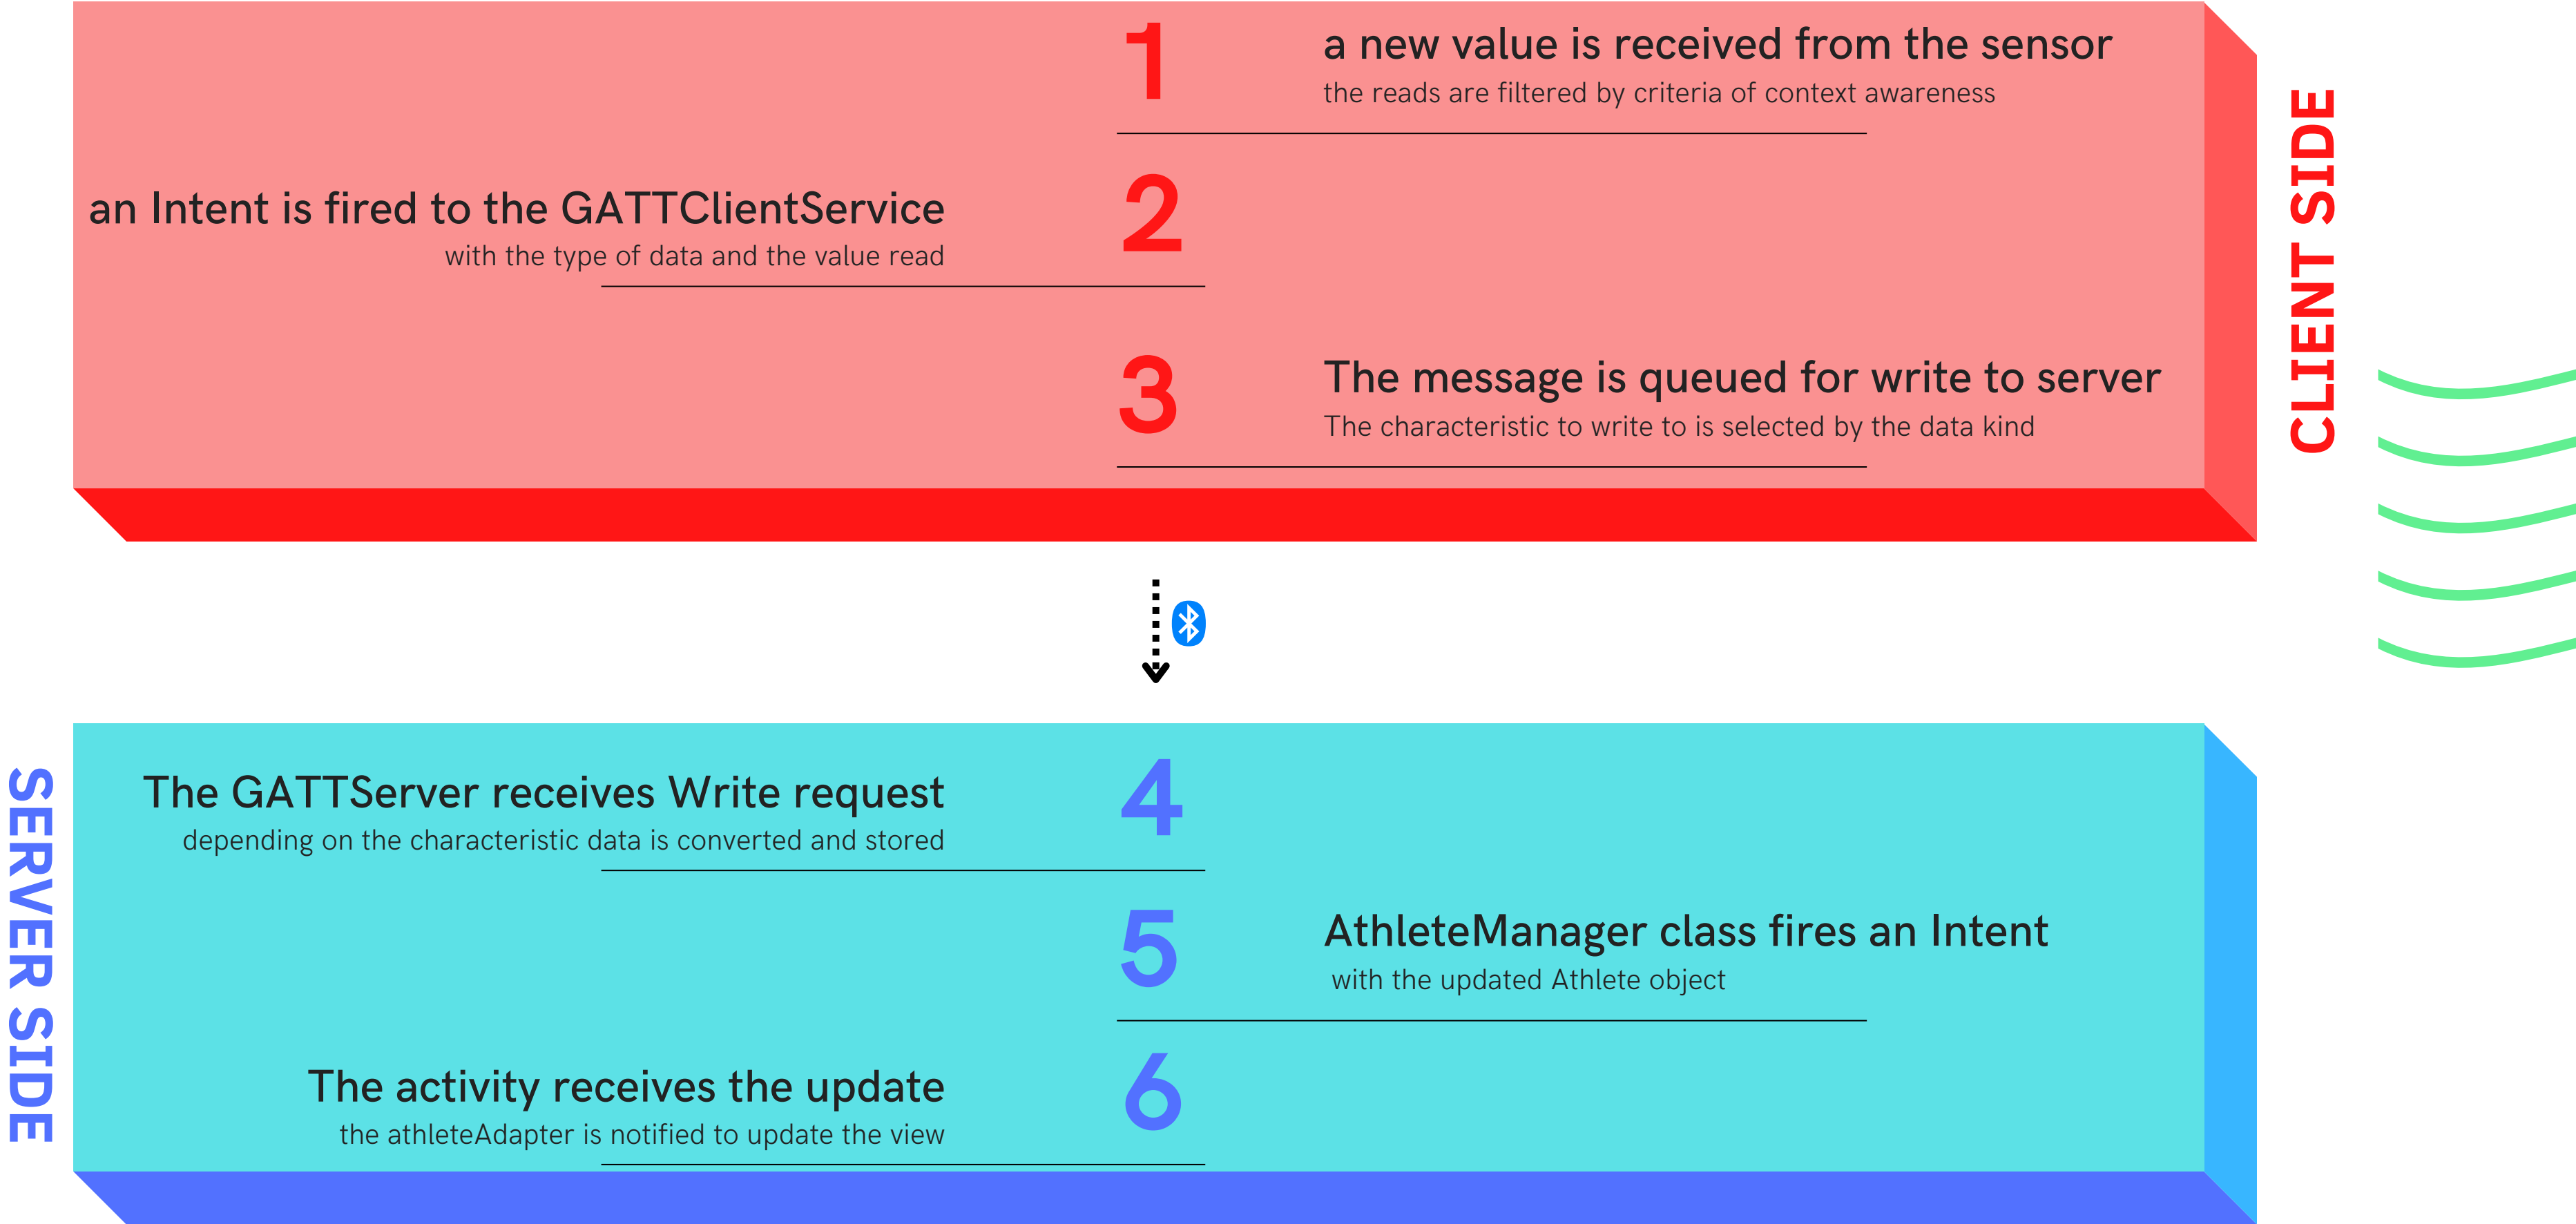 1
a new value is received from the sensor
the reads are filtered by criteria of context awareness
CLIENT SIDE
2
an Intent is fired to the GATTClientService
with the type of data and the value read
3
The message is queued for write to server
The characteristic to write to is selected by the data kind
SERVER SIDE
4
The GATTServer receives Write request
depending on the characteristic data is converted and stored
5
AthleteManager class fires an Intent
with the updated Athlete object
6
The activity receives the update
the athleteAdapter is notified to update the view